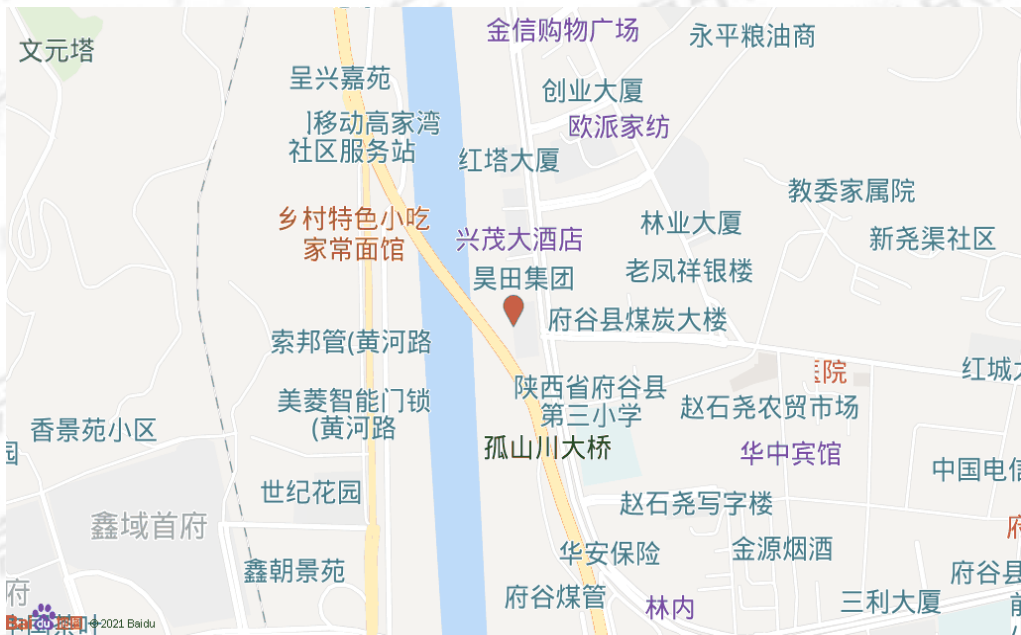 金信购物广场
永平粮油商
文元塔
呈兴嘉苑
创业大厦
移动高家湾
社区服务站
欧派家纺
红塔大厦
教委家属院
乡村特色小吃
家常面馆
兴茂大酒店
林业大厦
新尧渠社区
昊田集团
老凤祥银楼
府谷县煤炭大楼
索邦管(黄河路
医院
红城大
陕西省府谷县
第三小学
美菱智能门锁
(黄河路
赵石尧农贸市场
香景苑小区
园
孤山川大桥
华中宾馆
中国电信
世纪花园
赵石尧写字楼
鑫域首府
府
华安保险
金源烟酒
鑫朝景苑
府谷县
府
府谷煤管
林内
三利大厦
©2021 Baidu